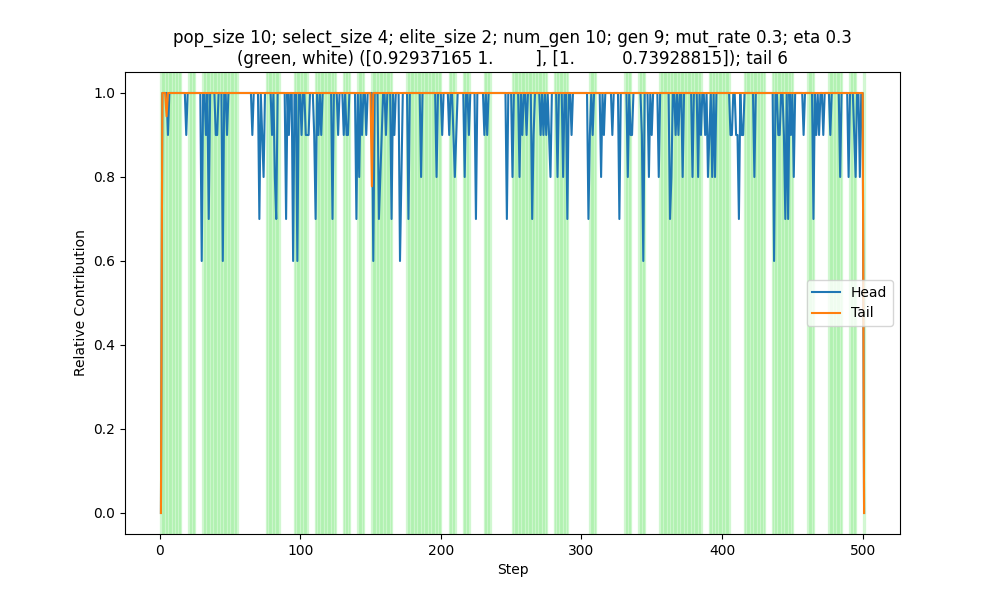 pop_size 10; select_size 4; elite_size 2; num_gen 10; gen 9; mut_rate 0.3; eta 0.3
(green, white) ([0.92937165 1.        ], [1.         0.73928815]); tail 6
1.0
0.8
0.6
0.4
0.2
0.0
Relative Contribution
Head
Tail
0
100
200
300
400
500
Step